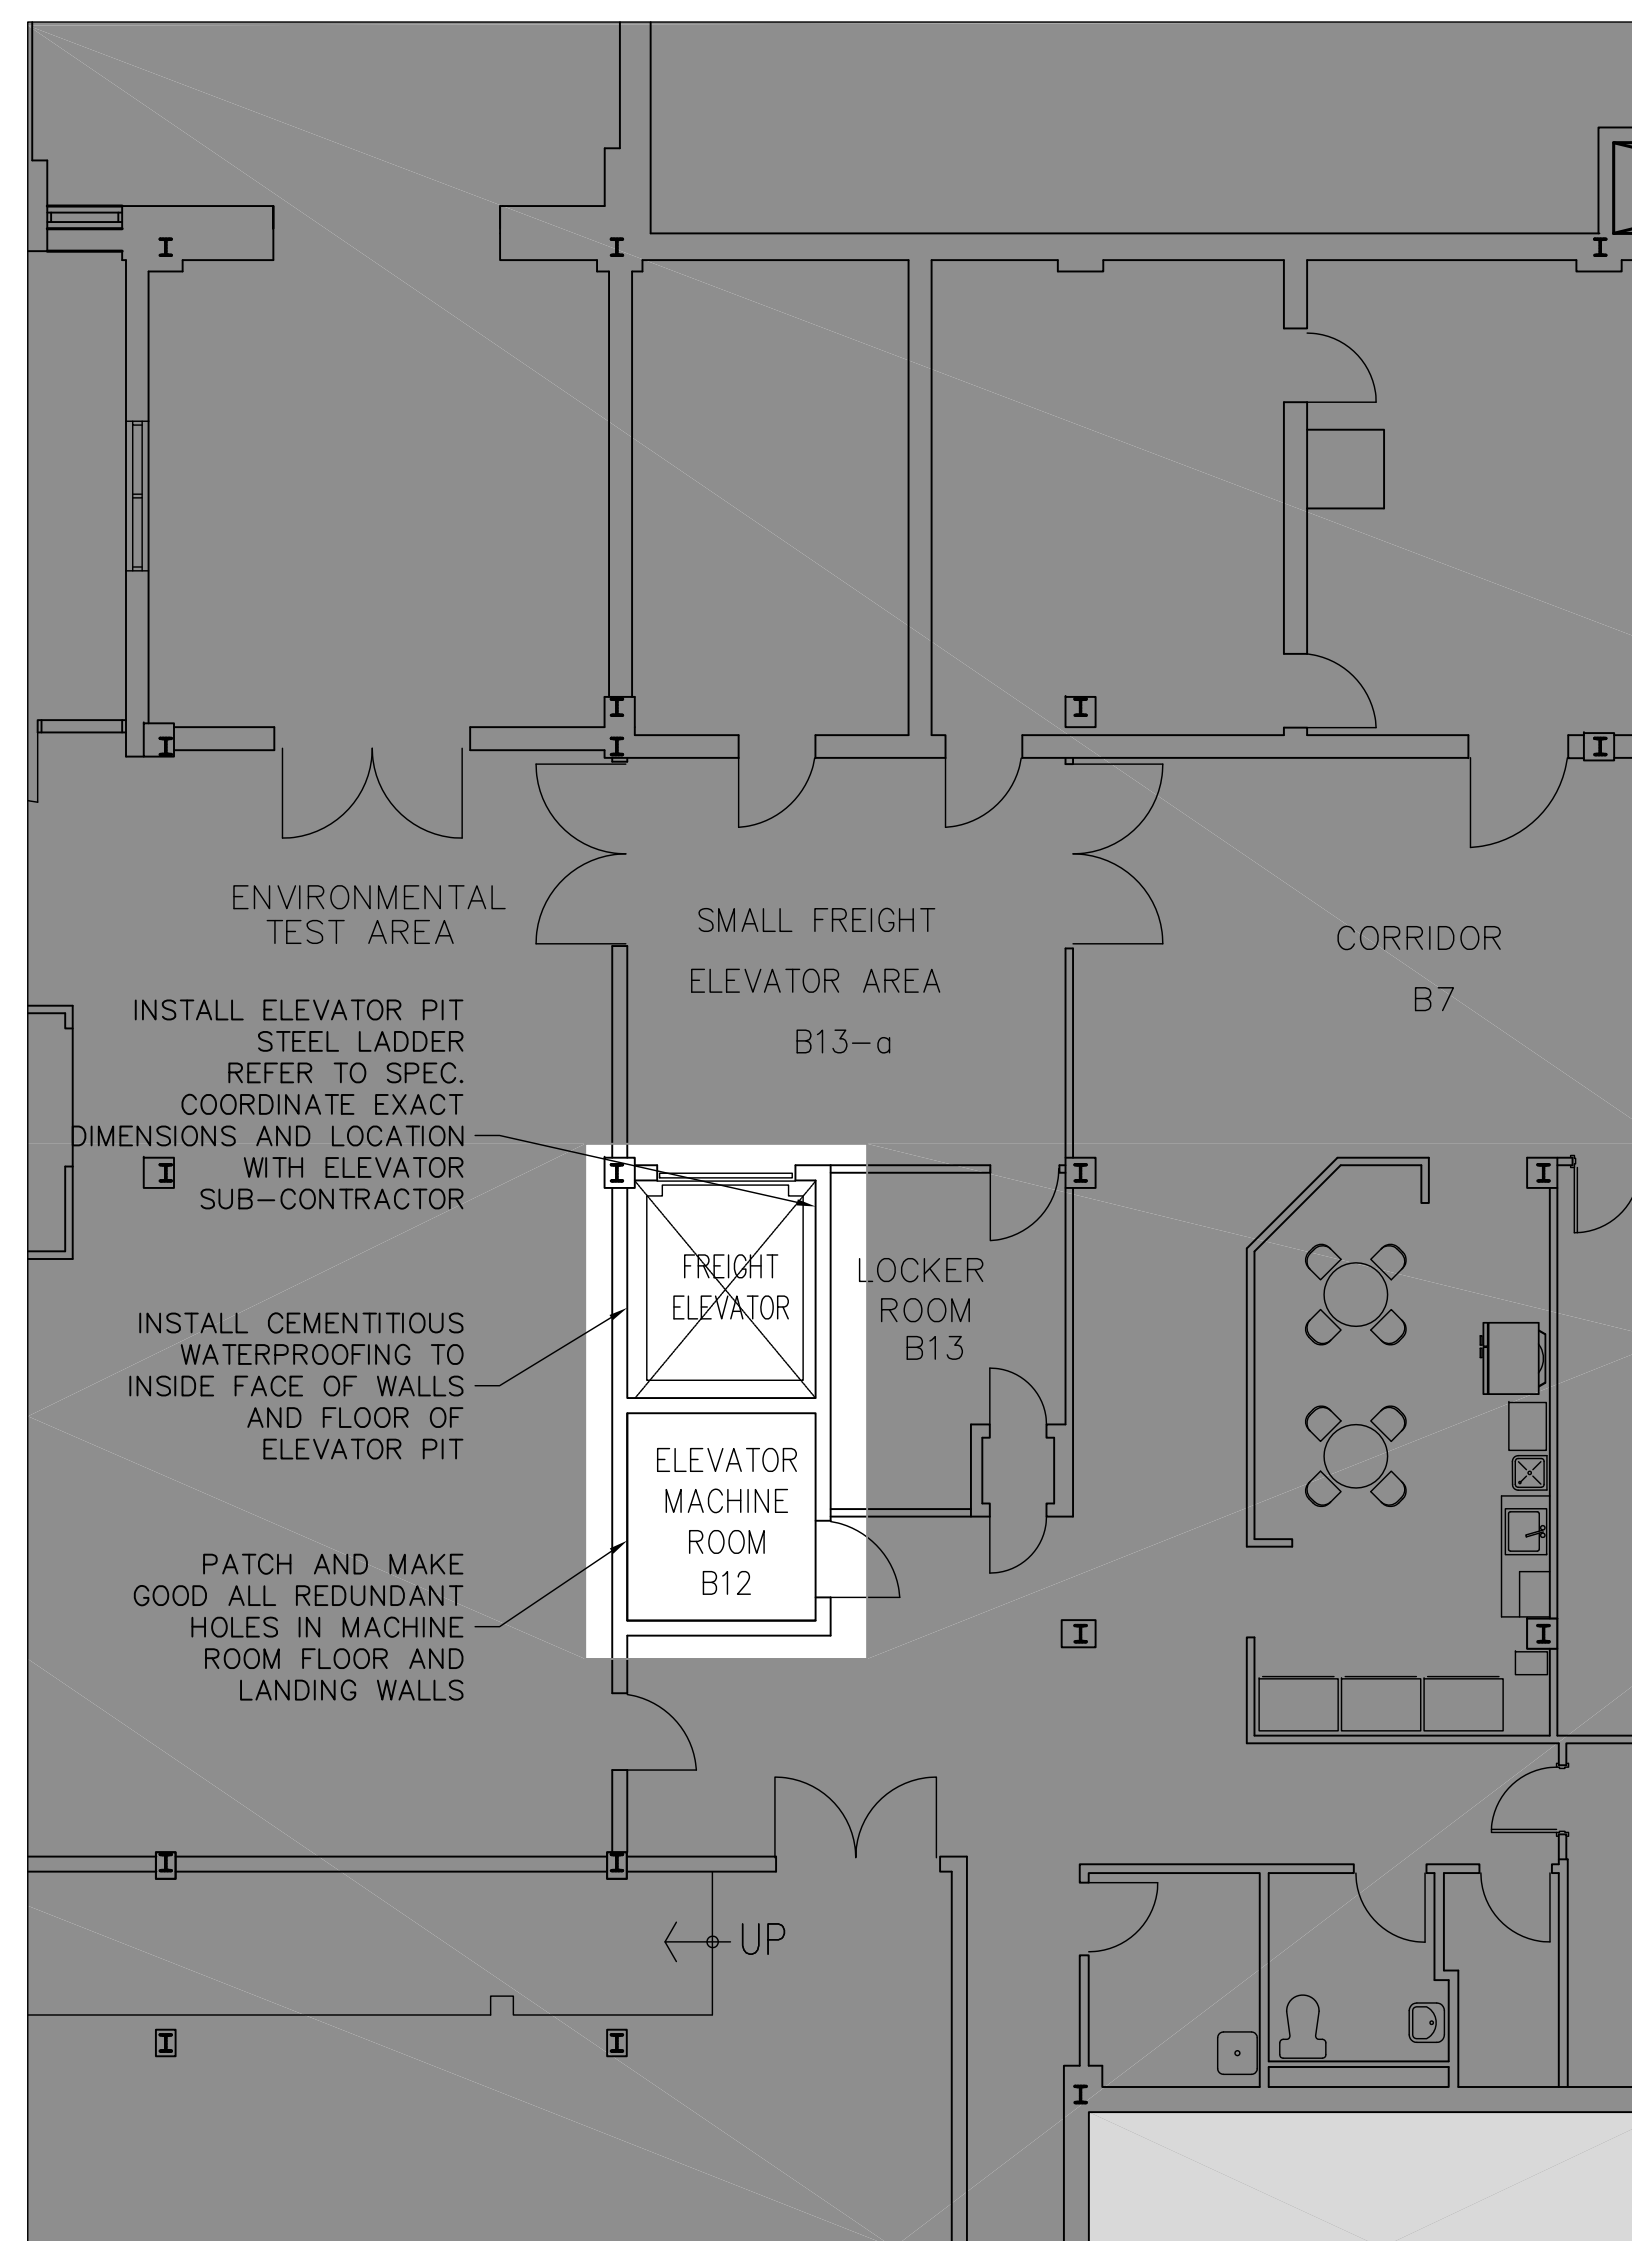 ENVIRONMENTAL
TEST AREA
SMALL FREIGHT
ELEVATOR AREA
B13-a
CORRIDOR
B7
INSTALL ELEVATOR PIT
STEEL LADDER
REFER TO SPEC.
COORDINATE EXACT
DIMENSIONS AND LOCATION
WITH ELEVATOR
SUB-CONTRACTOR
FREIGHT
ELEVATOR
LOCKER
ROOM
B13
INSTALL CEMENTITIOUS
WATERPROOFING TO
INSIDE FACE OF WALLS
AND FLOOR OF
ELEVATOR PIT
ELEVATOR
MACHINE
ROOM
B12
PATCH AND MAKE
GOOD ALL REDUNDANT
HOLES IN MACHINE
ROOM FLOOR AND
LANDING WALLS
UP